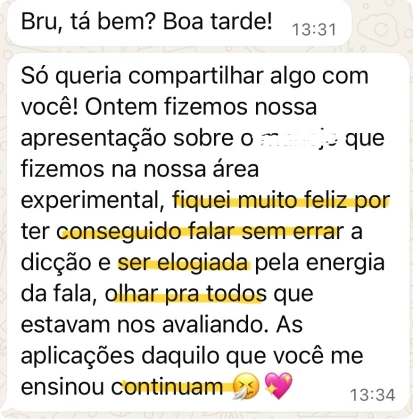 Bru, tá bem? Boa tarde!
13:31
Só queria compartilhar algo com
você! Ontem fizemos nossa
apresentação sobre o que
fizemos na nossa área
experimental, fiquei muito feliz por
ter conseguido falar sem errar a
dicção e ser elogiada pela energia
da fala, olhar pra todos que
estavam nos avaliando. As
aplicações daquilo que você me
ensinou continuam 🤧💖
13:34